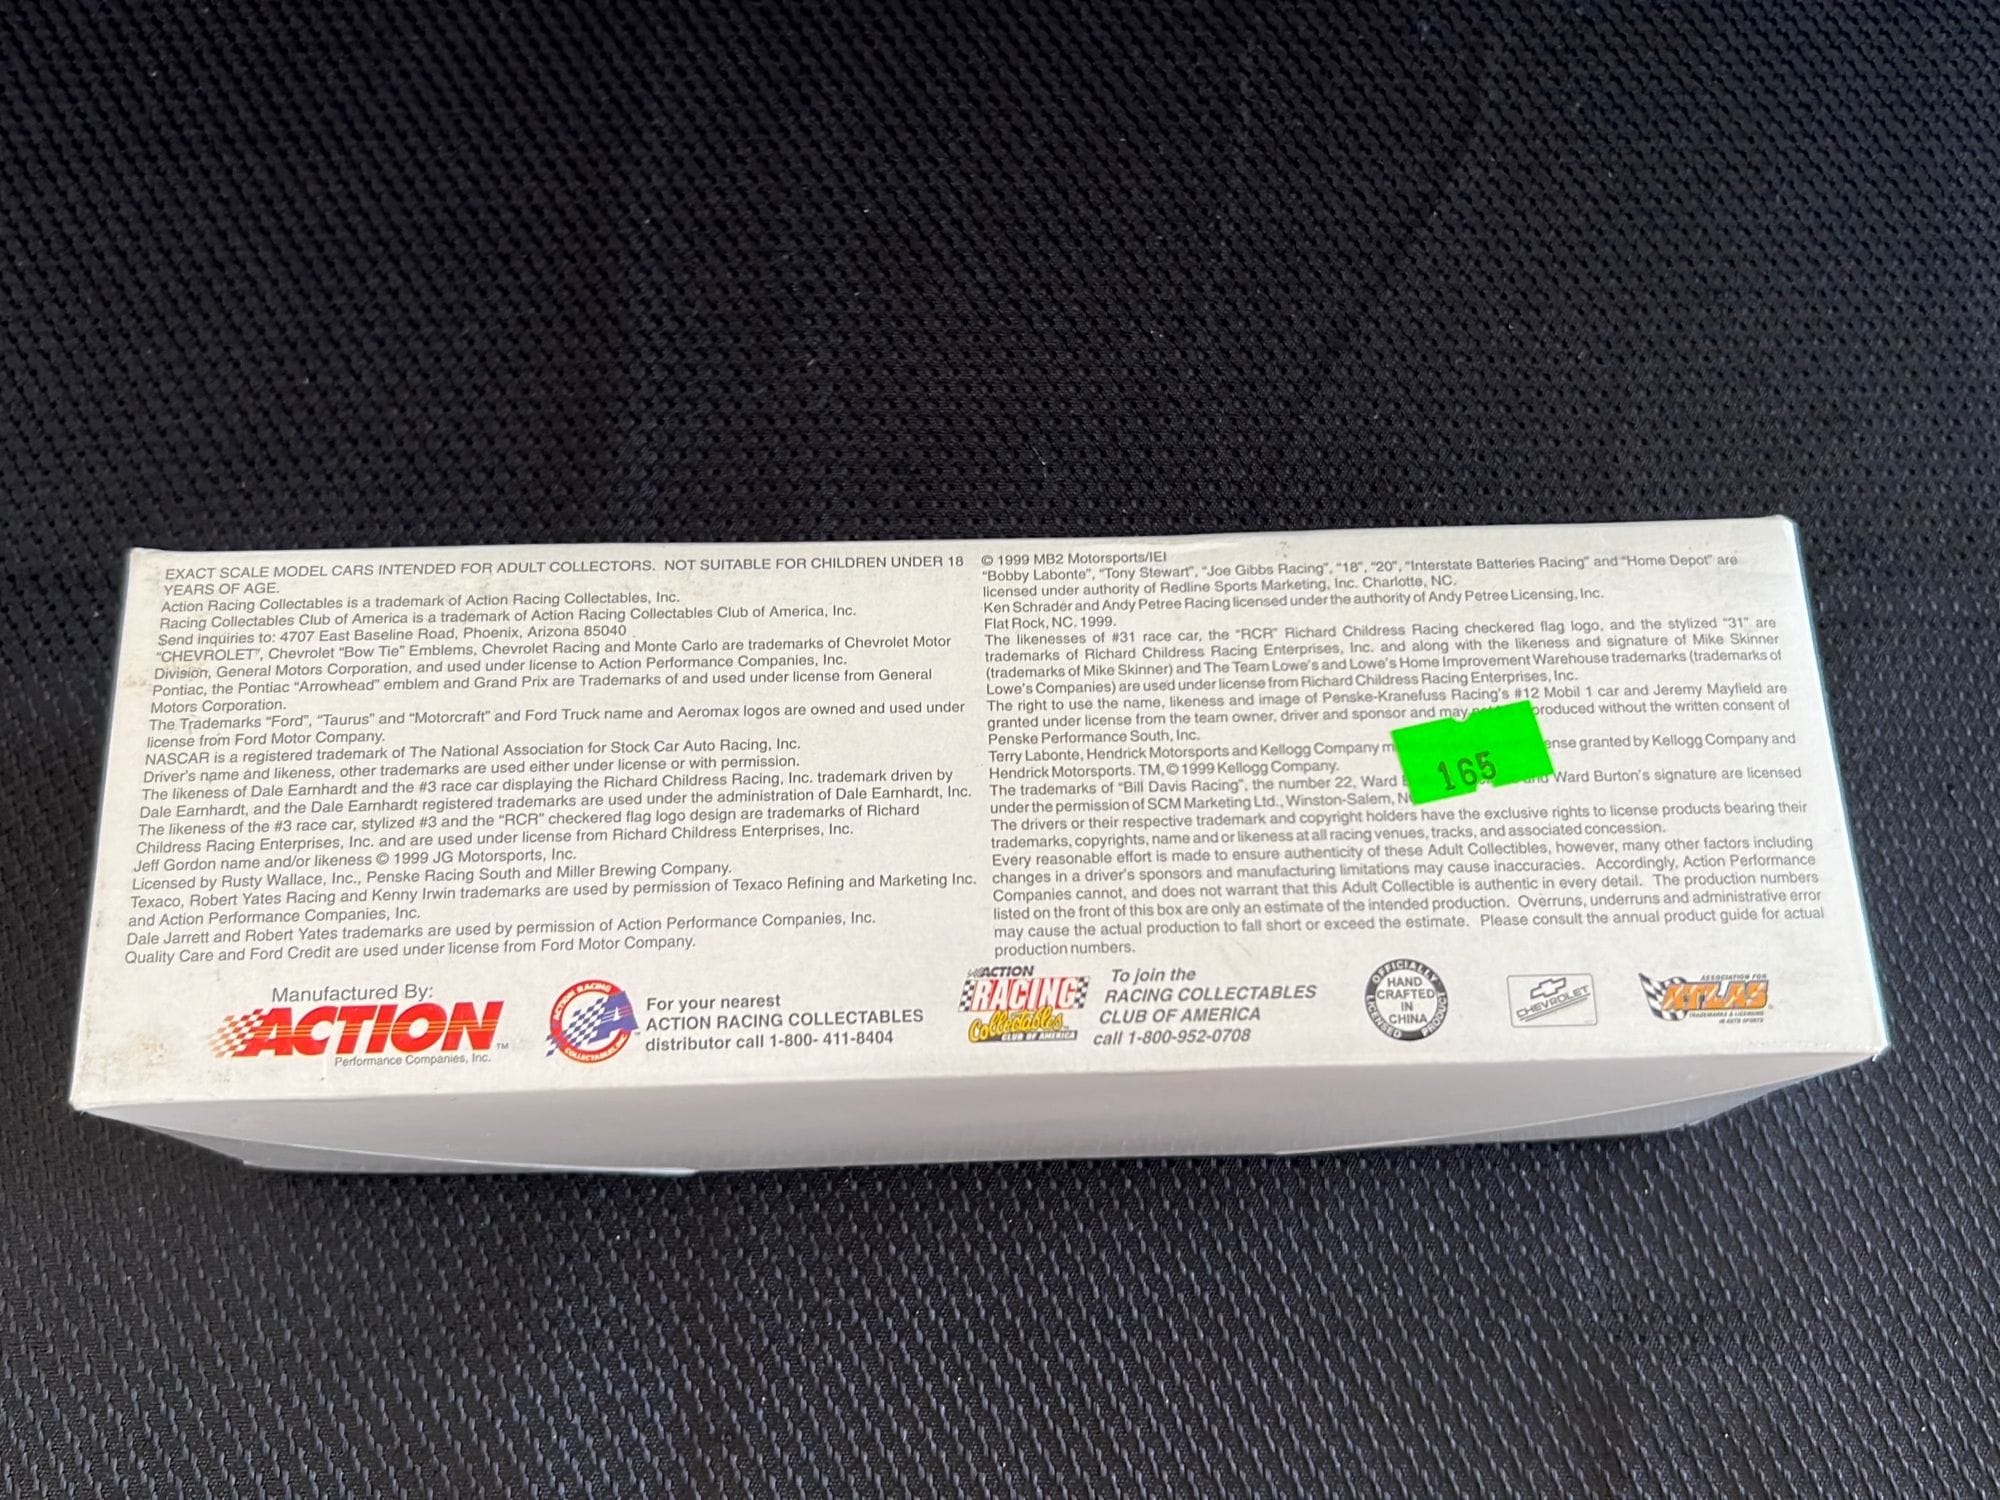 EXACT SCALE MODEL CARS INTENDED FOR ADULT COLLECTORS. NOT SUITABLE FOR CHILDREN UNDER 18
YEARS OF AGE.
Action Racing Collectables is a trademark of Action Racing Collectables, Inc.
Racing Collectables Club of America is a trademark of Action Racing Collectables Club of America, Inc.
Send inquiries to: 4707 East Baseline Road, Phoenix, Arizona 85040
"CHEVROLET", Chevrolet "Bow Tie" Emblems, Chevrolet Racing and Monte Carlo are trademarks of Chevrolet Motor
Division, General Motors Corporation, and used under license to Action Performance Companies, Inc.
Pontiac, the Pontiac "Arrowhead" emblem and Grand Prix are Trademarks of and used under license from General
Motors Corporation.
The Trademarks "Ford", "Taurus" and "Motorcraft" and Ford Truck name and Aeromax logos are owned and used under
license from Ford Motor Company.
NASCAR is a registered trademark of The National Association for Stock Car Auto Racing, Inc.
Driver's name and likeness, other trademarks are used either under license or with permission.
The likeness of Dale Earnhardt and the #3 race car displaying the Richard Childress Racing, Inc. trademark driven by
Dale Earnhardt, and the Dale Earnhardt registered trademarks are used under the administration of Dale Earnhardt, Inc.
The likeness of the #3 race car, stylized #3 and the "RCR" checkered flag logo design are trademarks of Richard
Childress Racing Enterprises, Inc. and are used under license from Richard Childress Enterprises, Inc.
Jeff Gordon name and/or likeness © 1999 JG Motorsports, Inc.
Licensed by Rusty Wallace, Inc., Penske Racing South and Miller Brewing Company.
Texaco, Robert Yates Racing and Kenny Irwin trademarks are used by permission of Texaco Refining and Marketing Inc.
and Action Performance Companies, Inc.
Dale Jarrett and Robert Yates trademarks are used by permission of Action Performance Companies, Inc.
Quality Care and Ford Credit are used under license from Ford Motor Company.
© 1999 MB2 Motorsports/IEI
"Bobby Labonte", "Tony Stewart", "Joe Gibbs Racing", "18", "20", "Interstate Batteries Racing" and "Home Depot" are
licensed under authority of Redline Sports Marketing, Inc. Charlotte, NC.
Ken Schrader and Andy Petree Racing licensed under the authority of Andy Petree Licensing, Inc.
Flat Rock, NC. 1999.
The likenesses of #31 race car, the "RCR" Richard Childress Racing checkered flag logo, and the stylized "31" are
trademarks of Richard Childress Racing Enterprises, Inc. and along with the likeness and signature of Mike Skinner
(trademarks of Mike Skinner) and The Team Lowe's and Lowe's Home Improvement Warehouse trademarks (trademarks of
Lowe's Companies) are used under license from Richard Childress Racing Enterprises, Inc.
The right to use the name, likeness and image of Penske-Kranefuss Racing's #12 Mobil 1 car and Jeremy Mayfield are
granted under license from the team owner, driver and sponsor and may produced without the written consent of
Penske Performance South, Inc.
Terry Labonte, Hendrick Motorsports and Kellogg Company m ense granted by Kellogg Company and
Hendrick Motorsports. TM, © 1999 Kellogg Company.
The trademarks of "Bill Davis Racing", the number 22, Ward Ward Burton's signature are licensed
under the permission of SCM Marketing Ltd., Winston-Salem, N
The drivers or their respective trademark and copyright holders have the exclusive rights to license products bearing their
trademarks, copyrights, name and or likeness at all racing venues, tracks, and associated concession.
Every reasonable effort is made to ensure authenticity of these Adult Collectibles, however, many other factors including
changes in a driver's sponsors and manufacturing limitations may cause inaccuracies. Accordingly, Action Performance
Companies cannot, and does not warrant that this Adult Collectible is authentic in every detail. The production numbers
listed on the front of this box are only an estimate of the intended production. Overruns, underruns and administrative error
may cause the actual production to fall short or exceed the estimate. Please consult the annual product guide for actual
production numbers.
165
Manufactured By:
ACTION TM
Performance Companies, Inc.
ACTION RACING
COLLECTABLES, INC.
For your nearest
ACTION RACING COLLECTABLES
distributor call 1-800- 411-8404
ACTION
RACING
Collectables
CLUB OF AMERICA
To join the
RACING COLLECTABLES
CLUB OF AMERICA
call 1-800-952-0708
OFFICIALLY
LICENSED PRODUCT
HAND
CRAFTED
IN
CHINA
CHEVROLET
ASSOCIATION FOR
ATLAS
TRADEMARKS & LICENSING
IN AUTO SPORTS